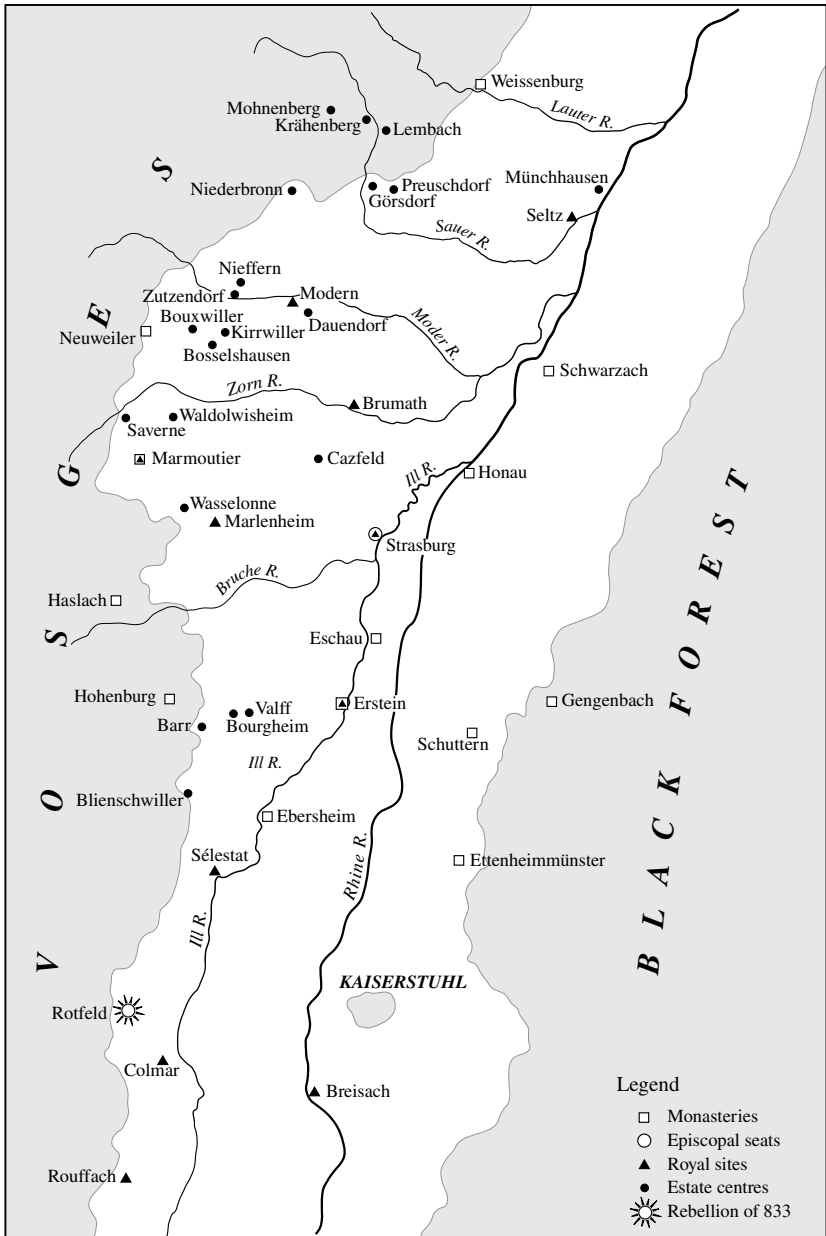 Weissenburg
Lauter R.
Mohnenberg
Krähenberg
Lembach
Niederbronn
Preuschdorf
Görsdorf
Münchhausen
Seltz
Sauer R.
Nieffern
Zutzendorf
Modern
Bouxwiller
Dauendorf
Neuweiler
Kirrwiller
Bosselshausen
Moder R.
Schwarzach
Zorn R.
Brumath
Waldolwisheim
Saverne
Marmoutier
Cazfeld
Ill R.
Honau
Wasselonne
Marlenheim
Strasburg
Bruche R.
Haslach
Eschau
Hohenburg
Valff
Bourgheim
Barr
Erstein
Gengenbach
Schuttern
Ill R.
Blienschwiller
Ebersheim
Sélestat
Rhine R.
Ettenheimmünster
Ill R.
KAISERSTUHL
Rotfeld
Colmar
Breisach
Rouffach
VOSGES
BLACK FOREST
Legend
Monasteries
Episcopal seats
Royal sites
Estate centres
Rebellion of 833